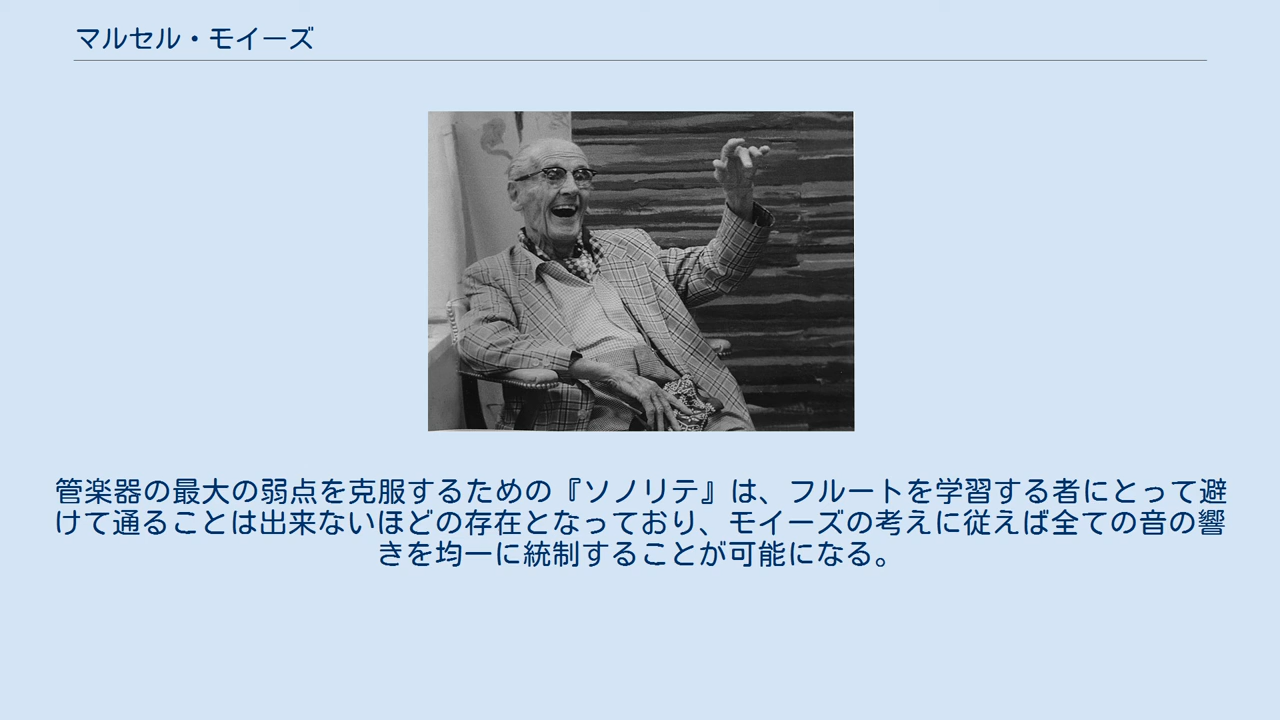 マルセル・モイーズ
管楽器の最大の弱点を克服するための『ソノリテ』は、フルートを学習する者にとって避
けて通ることは出来ないほどの存在となっており、モイーズの考えに従えば全ての音の響
きを均一に統制することが可能になる。